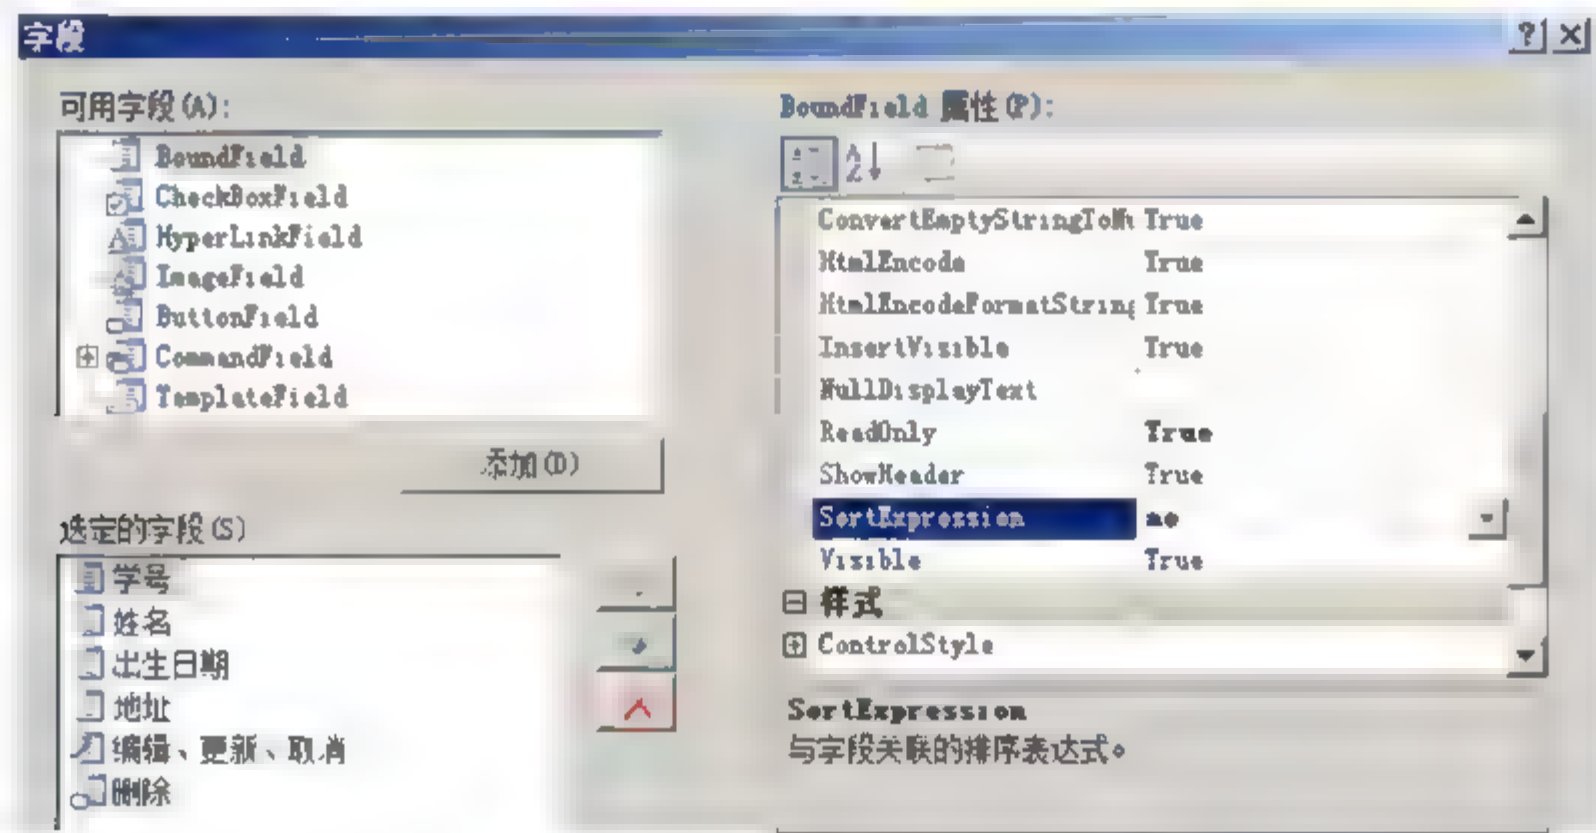 字段
可用字段(A):
BoundField
CheckBoxField
HyperLinkField
ImageField
ButtonField
CommandField
TemplateField
添加(D)
选定的字段(S)
学号
姓名
出生日期
地址
编辑、更新、取消
删除
BoundField 属性(P):
ConvertEmptyStringToNu True
HtmlEncode True
HtmlEncodeFormatString True
InsertVisible True
NullDisplayText
ReadOnly True
ShowHeader True
SortExpression no
Visible True
样式
ControlStyle
SortExpression
与字段关联的排序表达式。